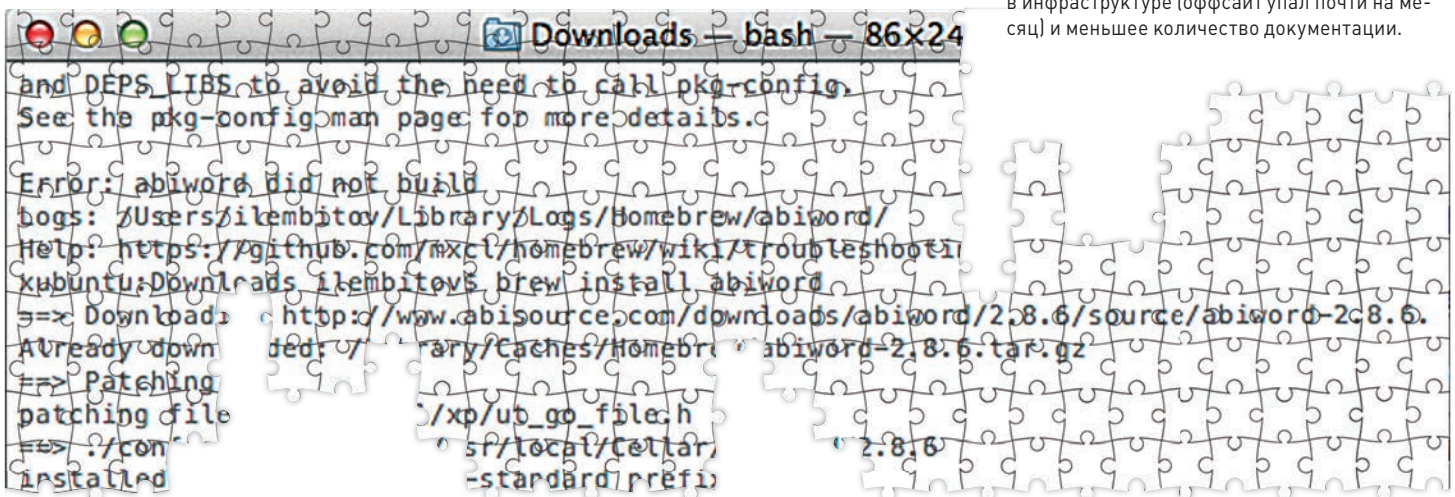 в инфраструктуре (оффсайт упал почти на ме-
сяц) и меньшее количество документации.
Downloads — bash — 86×24
and DEPS_LIBS to avoid the need to call pkg-config.
See the pkg-config man page for more details.
Error: abiword did not build
Logs: /Users/ilembitov/Library/Logs/Homebrew/abiword/
Help: https://github.com/mxcl/homebrew/wiki/troubleshootin
xubuntu:Downloads ilembitov$ brew install abiword
==> Download http://www.abisource.com/downloads/abiword/2.8.6/source/abiword-2.8.6.
Already down ded: / rary/Caches/Homebr abiword-2.8.6.tar.gz
==> Patching
patching file /xp/ut_go_file.h
==> ./conf sr/local/Cellar/ 2.8.6
installed -standard prefix